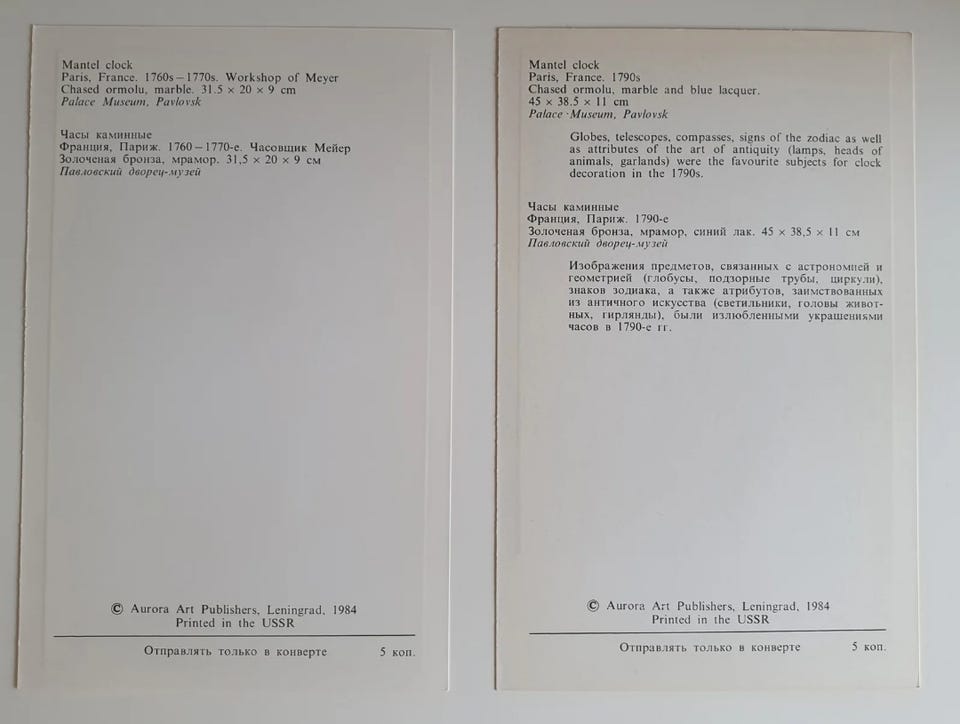 Mantel clock
Paris, France. 1760s – 1770s. Workshop of Meyer
Chased ormolu, marble. 31.5 × 20 × 9 cm
Palace Museum, Pavlovsk
Часы каминные
Франция, Париж. 1760 – 1770-е. Часовщик Мейер
Золоченая бронза, мрамор. 31,5 × 20 × 9 см
Павловский дворец-музей
© Aurora Art Publishers, Leningrad, 1984
Printed in the USSR
Отправлять только в конверте 5 коп.
Mantel clock
Paris, France. 1790s
Chased ormolu, marble and blue lacquer.
45 × 38.5 × 11 cm
Palace Museum, Pavlovsk
Globes, telescopes, compasses, signs of the zodiac as well
as attributes of the art of antiquity (lamps, heads of
animals, garlands) were the favourite subjects for clock
decoration in the 1790s.
Часы каминные
Франция, Париж. 1790-е
Золоченая бронза, мрамор, синий лак. 45 × 38,5 × 11 см
Павловский дворец-музей
Изображения предметов, связанных с астрономией и
геометрией (глобусы, подзорные трубы, циркули),
знаков зодиака, а также атрибутов, заимствованных
из античного искусства (светильники, головы живот-
ных, гирлянды), были излюбленными украшениями
часов в 1790-е гг.
© Aurora Art Publishers, Leningrad, 1984
Printed in the USSR
Отправлять только в конверте 5 коп.